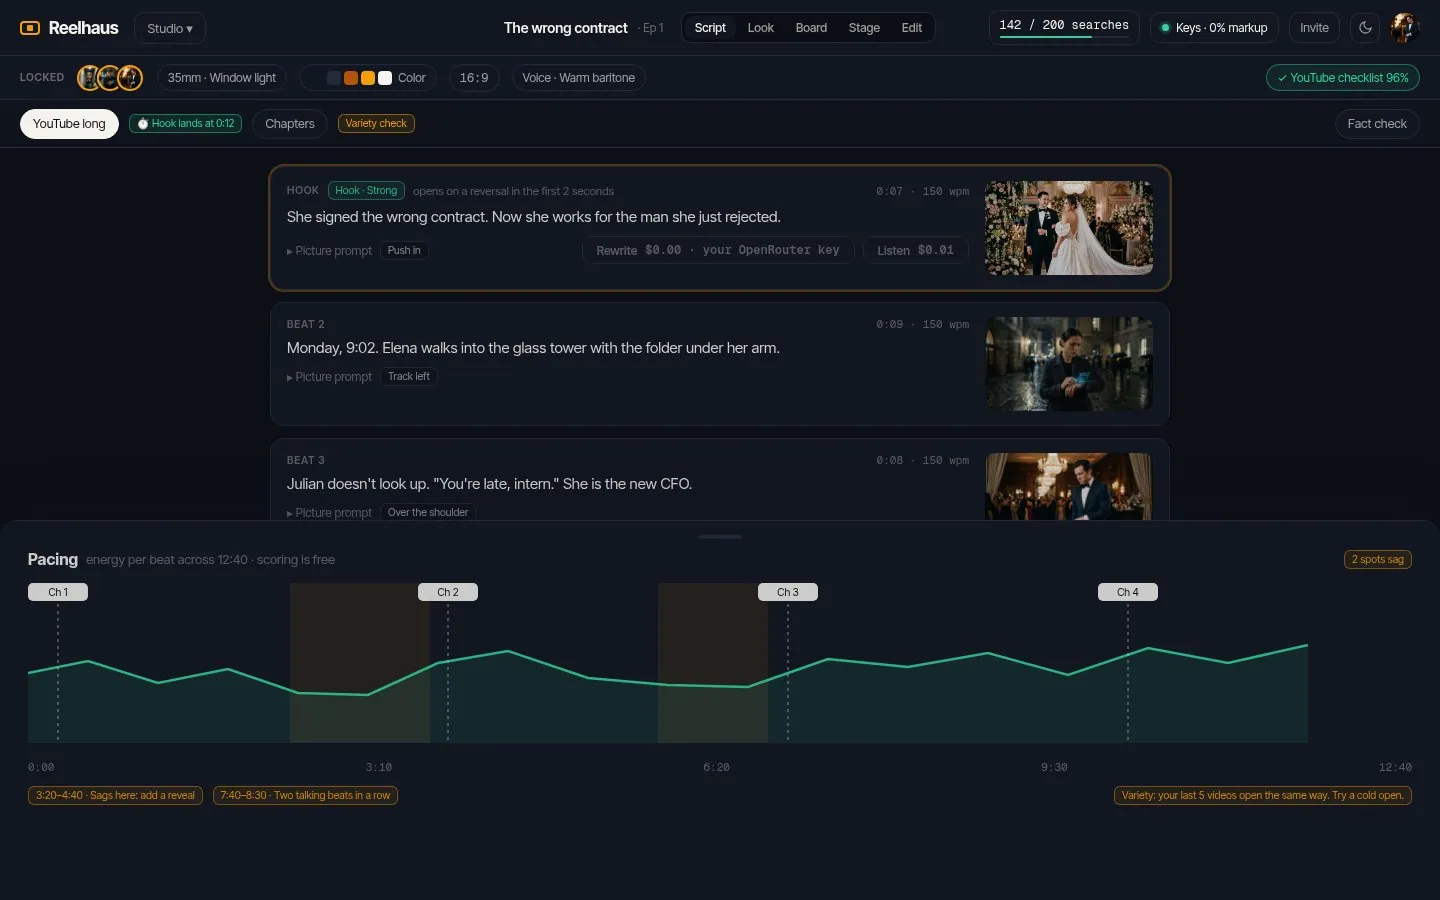 Reelhaus
Studio ▾
The wrong contract · Ep 1
Script
Look
Board
Stage
Edit
142 / 200 searches
Keys · 0% markup
Invite
LOCKED
35mm · Window light
Color
16:9
Voice · Warm baritone
✓ YouTube checklist 96%
YouTube long
Hook lands at 0:12
Chapters
Variety check
Fact check
HOOK
Hook · Strong
opens on a reversal in the first 2 seconds
0:07 · 150 wpm
She signed the wrong contract. Now she works for the man she just rejected.
▸ Picture prompt
Push in
Rewrite $0.00 · your OpenRouter key
Listen $0.01
BEAT 2
0:09 · 150 wpm
Monday, 9:02. Elena walks into the glass tower with the folder under her arm.
▸ Picture prompt
Track left
BEAT 3
0:08 · 150 wpm
Julian doesn't look up. "You're late, intern." She is the new CFO.
▸ Picture prompt
Over the shoulder
Pacing
energy per beat across 12:40 · scoring is free
2 spots sag
Ch 1
Ch 2
Ch 3
Ch 4
0:00
3:10
6:20
9:30
12:40
3:20–4:40 · Sags here: add a reveal
7:40–8:30 · Two talking beats in a row
Variety: your last 5 videos open the same way. Try a cold open.